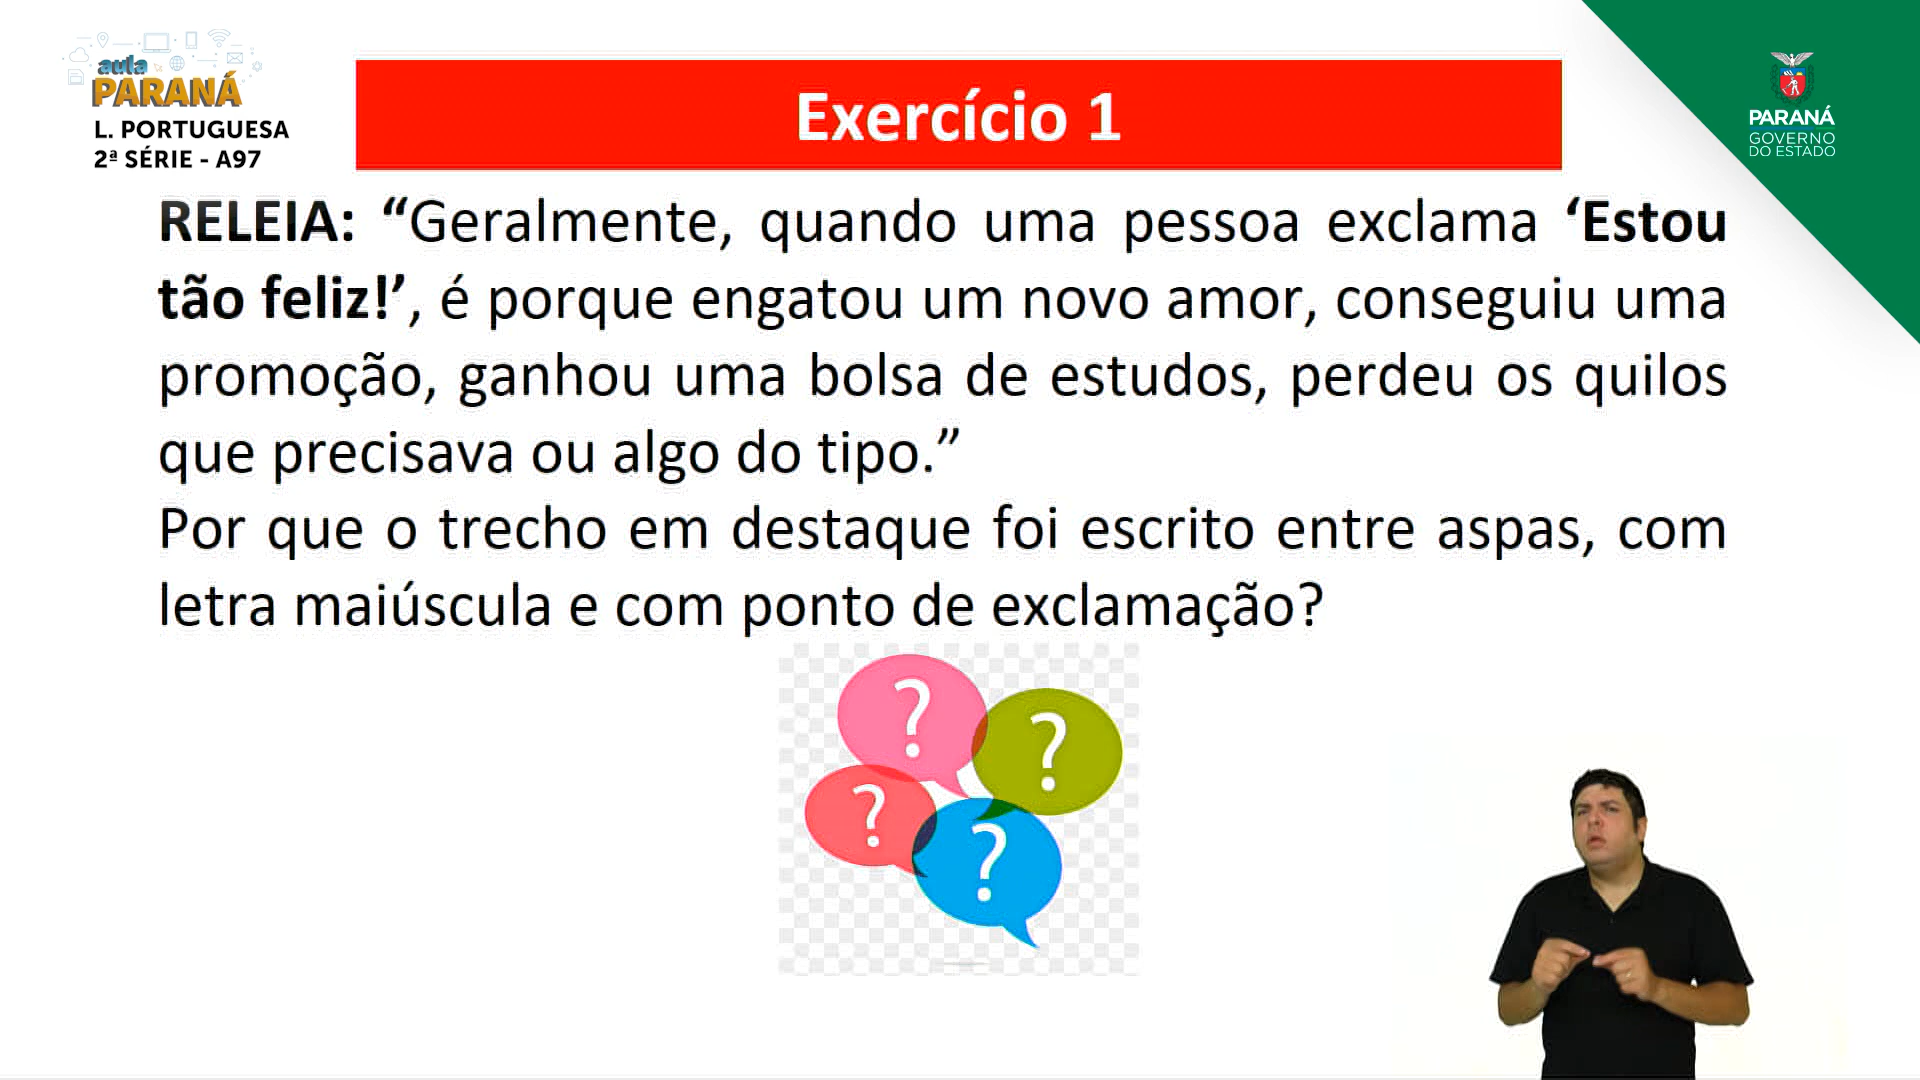 aula
PARANÁ
L. PORTUGUESA
2ª SÉRIE - A97
Exercício 1
PARANÁ
GOVERNO
DO ESTADO
RELEIA: “Geralmente, quando uma pessoa exclama ‘Estou
tão feliz!’, é porque engatou um novo amor, conseguiu uma
promoção, ganhou uma bolsa de estudos, perdeu os quilos
que precisava ou algo do tipo.”
Por que o trecho em destaque foi escrito entre aspas, com
letra maiúscula e com ponto de exclamação?
?
?
?
?